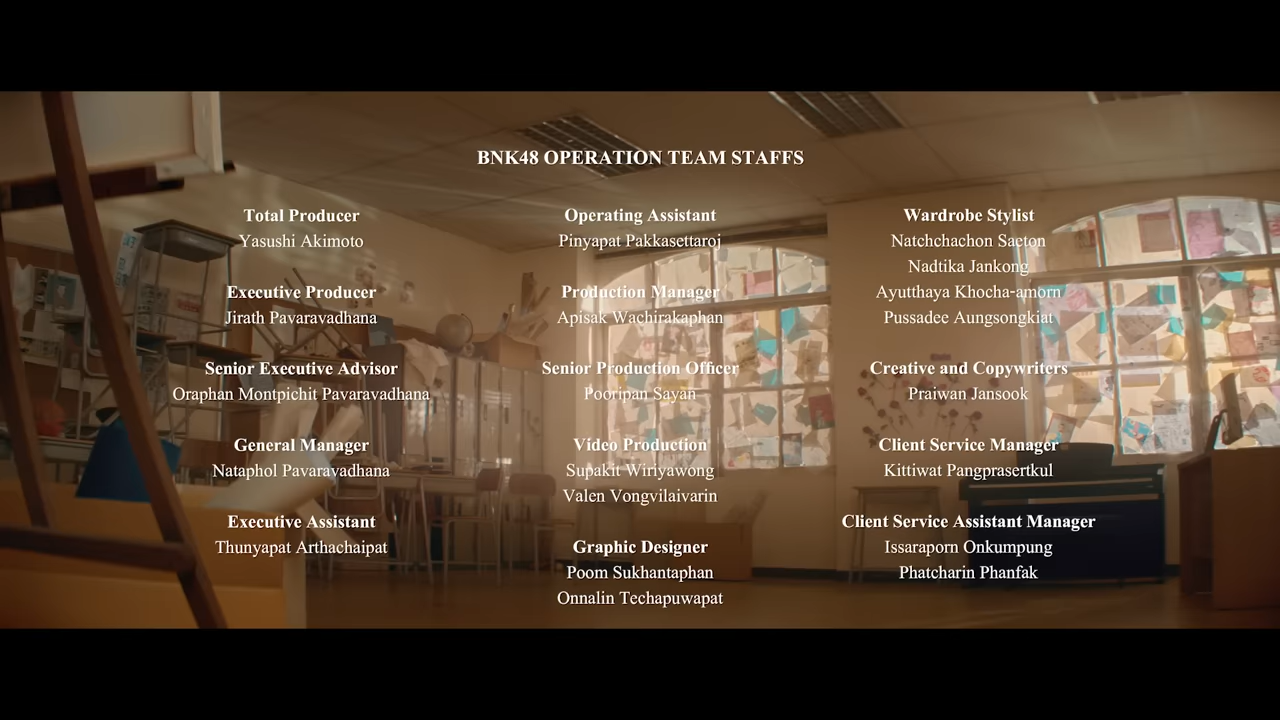 BNK48 OPERATION TEAM STAFFS
Total Producer
Yasushi Akimoto
Executive Producer
Jirath Pavaravadhana
Senior Executive Advisor
Oraphan Montpichit Pavaravadhana
General Manager
Nataphol Pavaravadhana
Executive Assistant
Thunyapat Arthachaipat
Operating Assistant
Pinyapat Pakkasettaroj
Production Manager
Apisak Wachirakaphan
Senior Production Officer
Pooripan Sayan
Video Production
Supakit Wiriyawong
Valen Vongvilaivarin
Graphic Designer
Poom Sukhantaphan
Onnalin Techapuwapat
Wardrobe Stylist
Natchchachon Saeton
Nadtika Jankong
Ayutthaya Khocha-amorn
Pussadee Aungsongkiat
Creative and Copywriters
Praiwan Jansook
Client Service Manager
Kittiwat Pangprasertkul
Client Service Assistant Manager
Issaraporn Onkumpung
Phatcharin Phanfak